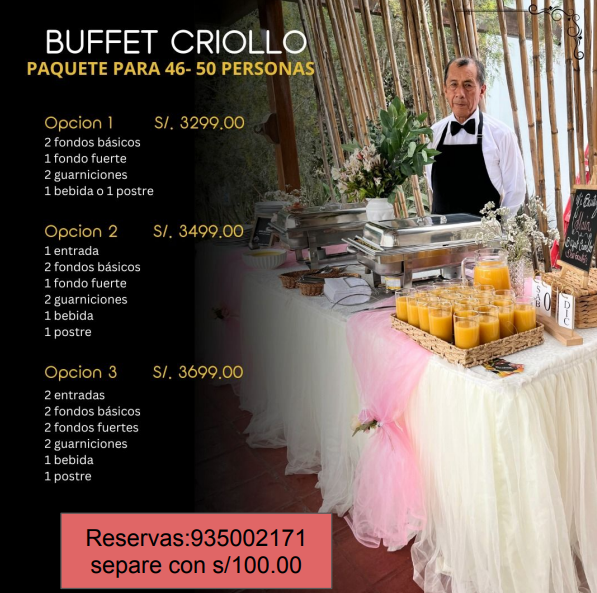 BUFFET CRIOLLO
PAQUETE PARA 46- 50 PERSONAS
Opcion 1 S/. 3299.00
2 fondos básicos
1 fondo fuerte
2 guarniciones
1 bebida o 1 postre
Opcion 2 S/. 3499.00
1 entrada
2 fondos básicos
1 fondo fuerte
2 guarniciones
1 bebida
1 postre
Opcion 3 S/. 3699.00
2 entradas
2 fondos básicos
2 fondos fuertes
2 guarniciones
1 bebida
1 postre
Reservas:935002171
separe con s/100.00